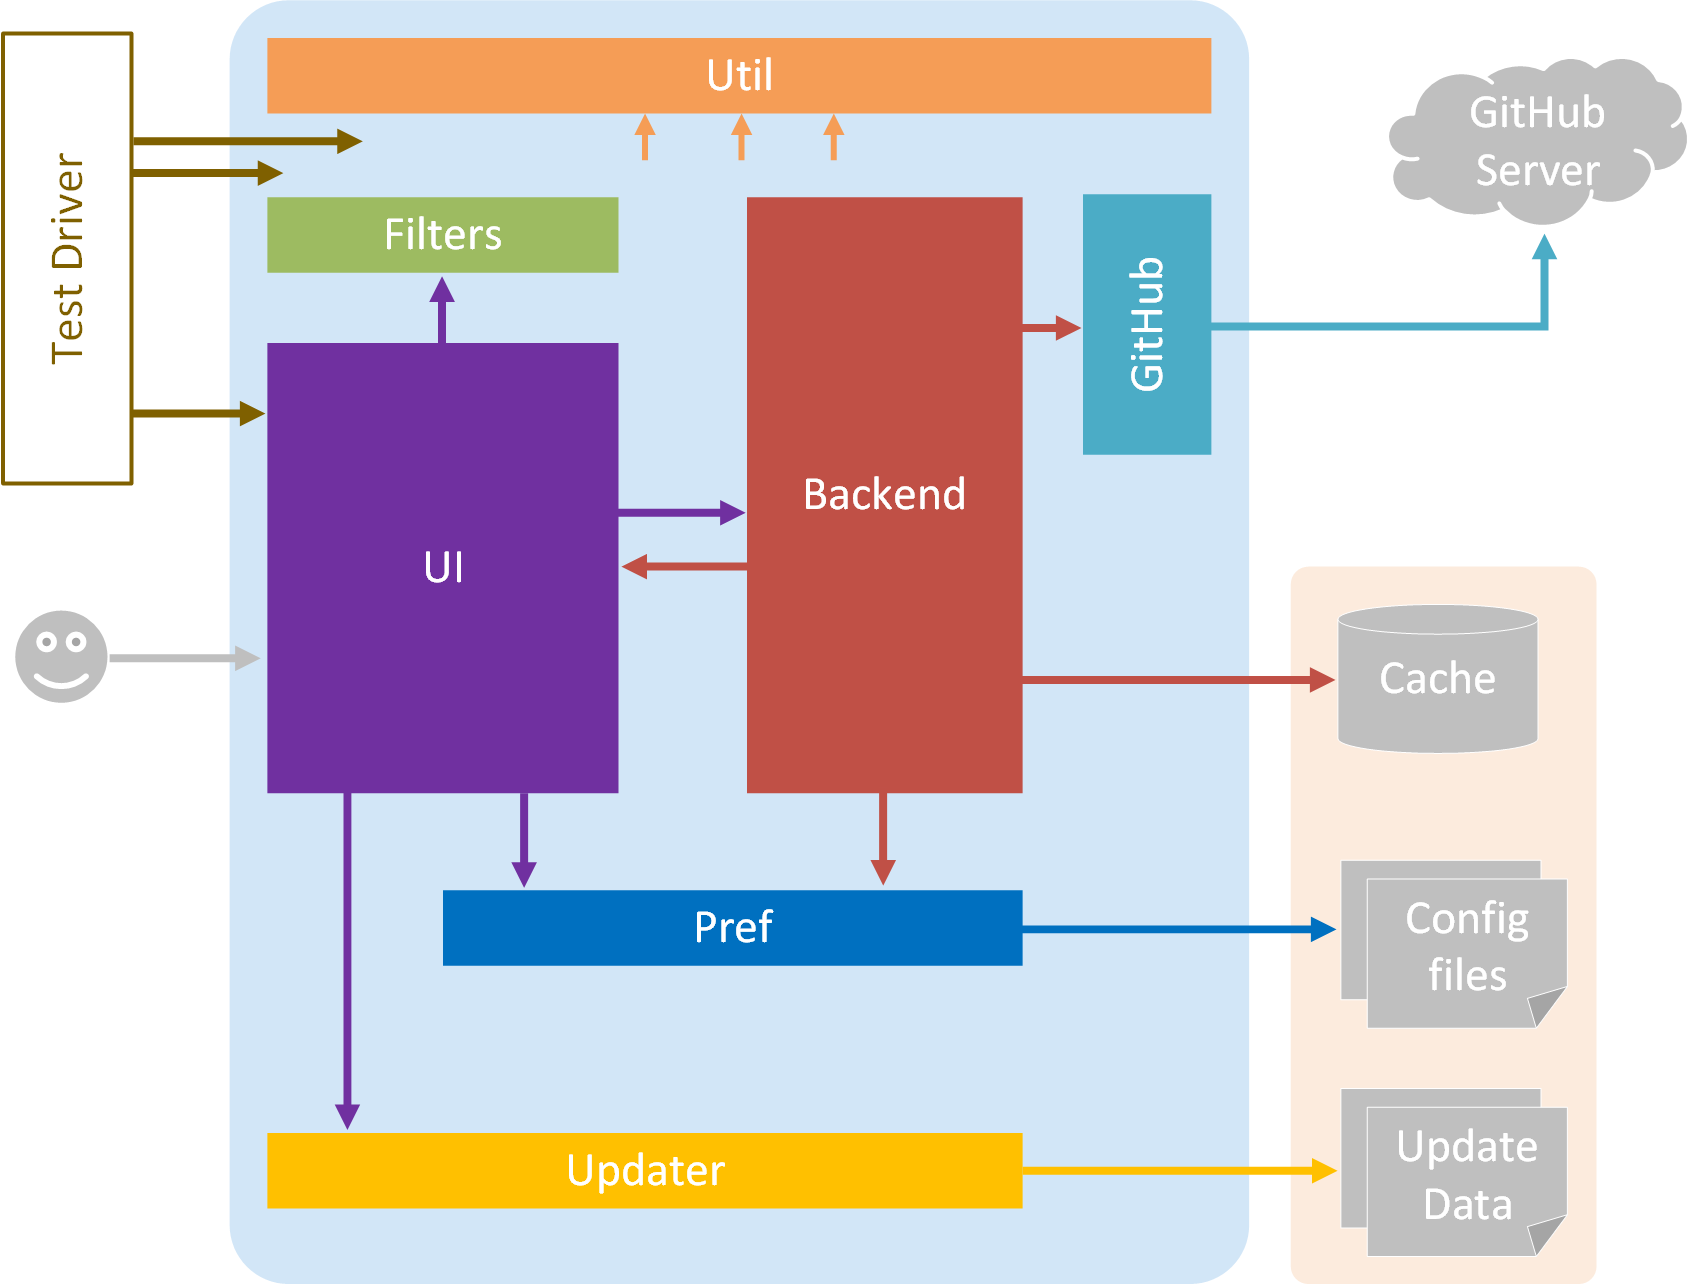 Util
GitHub
Server
Test Driver
Filters
GitHub
Backend
UI
Cache
Pref
Config
files
Updater
Update
Data